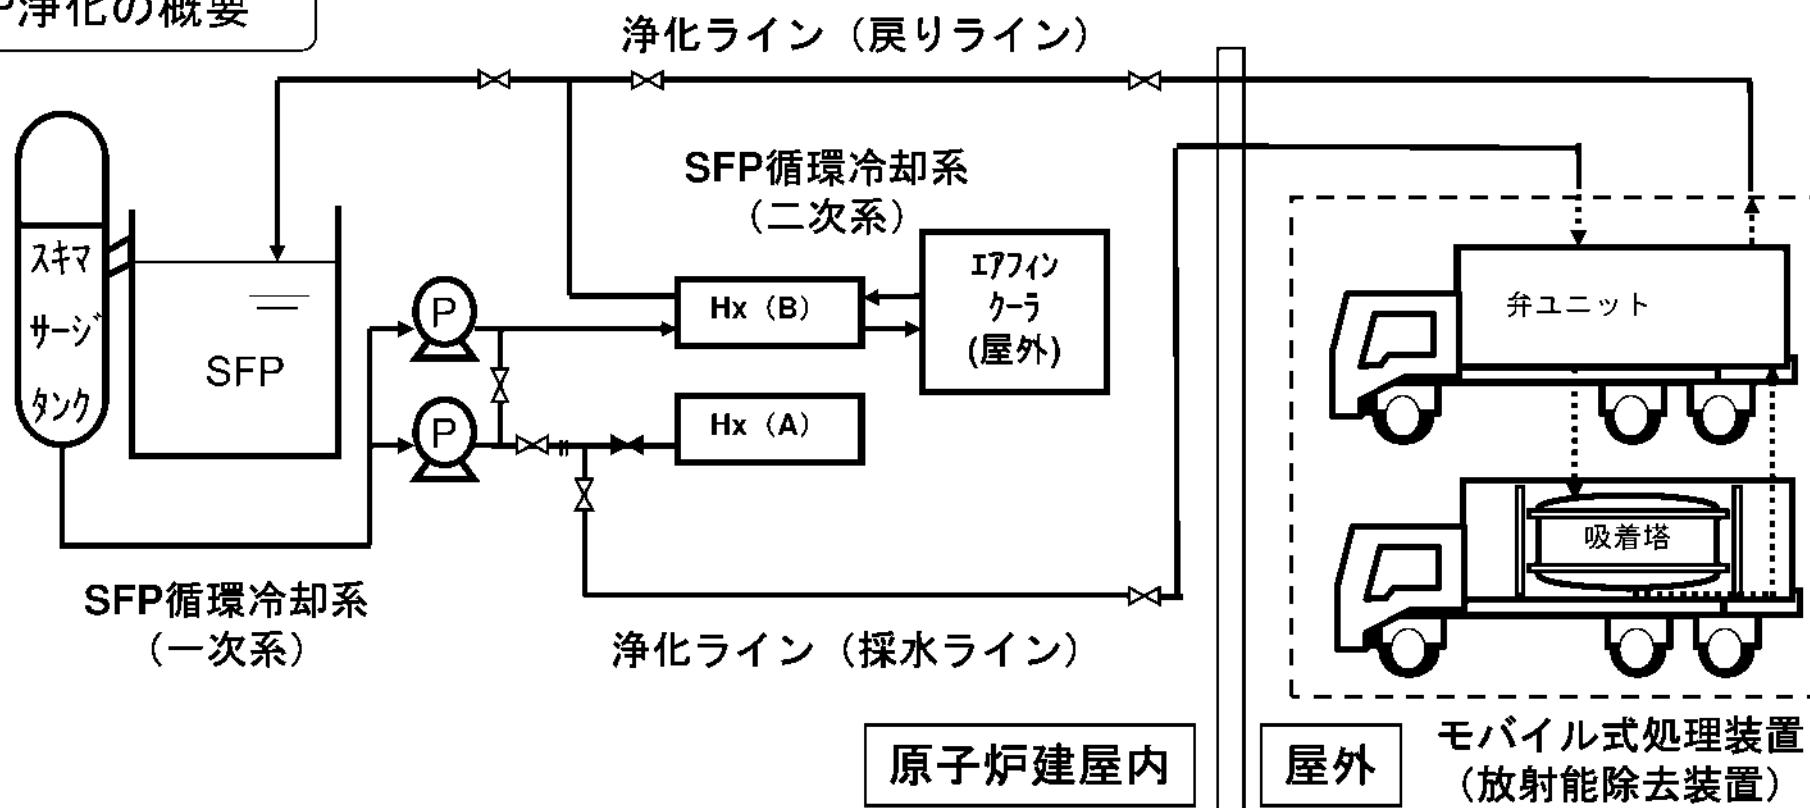 浄化の概要
浄化ライン（戻りライン）
SFP循環冷却系
（二次系）
スキマ
サージ
タンク
SFP
P
P
Hx（B）
Hx（A）
エアフィン
クーラ
(屋外)
弁ユニット
吸着塔
SFP循環冷却系
（一次系）
浄化ライン（採水ライン）
原子炉建屋内
屋外
モバイル式処理装置
（放射能除去装置）